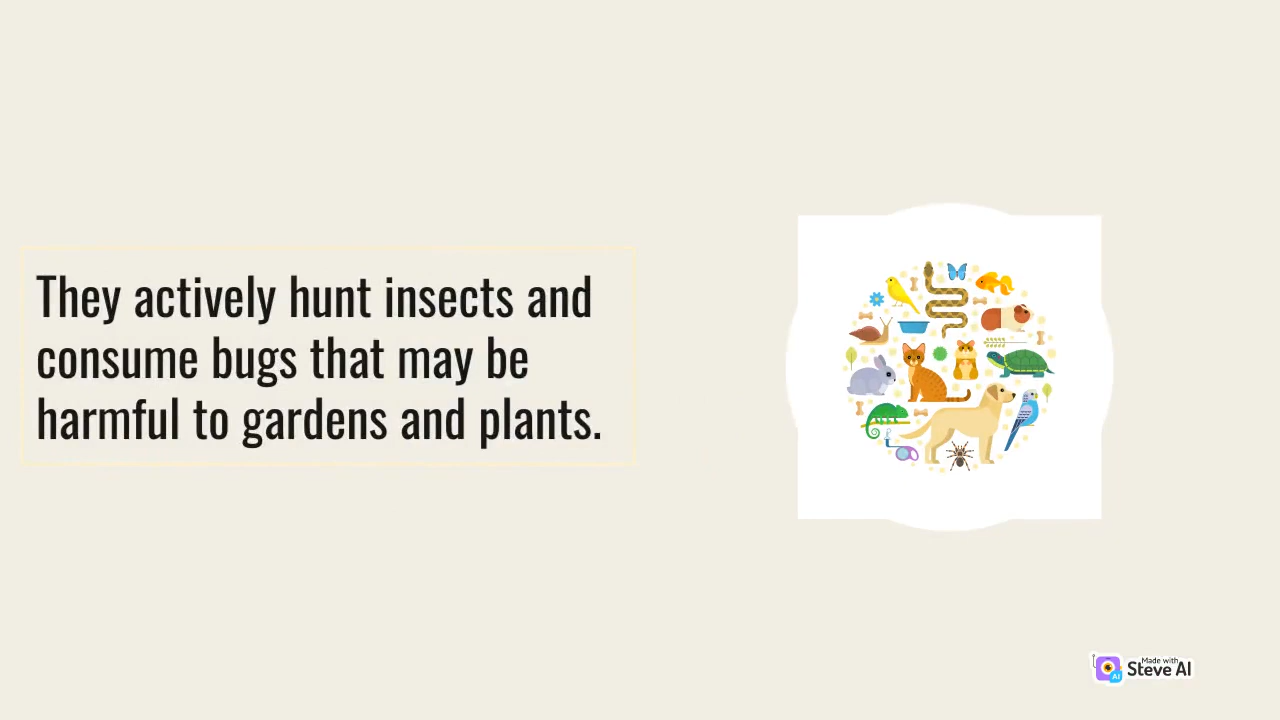 They actively hunt insects and
consume bugs that may be
harmful to gardens and plants.
Made with
Steve AI
AI